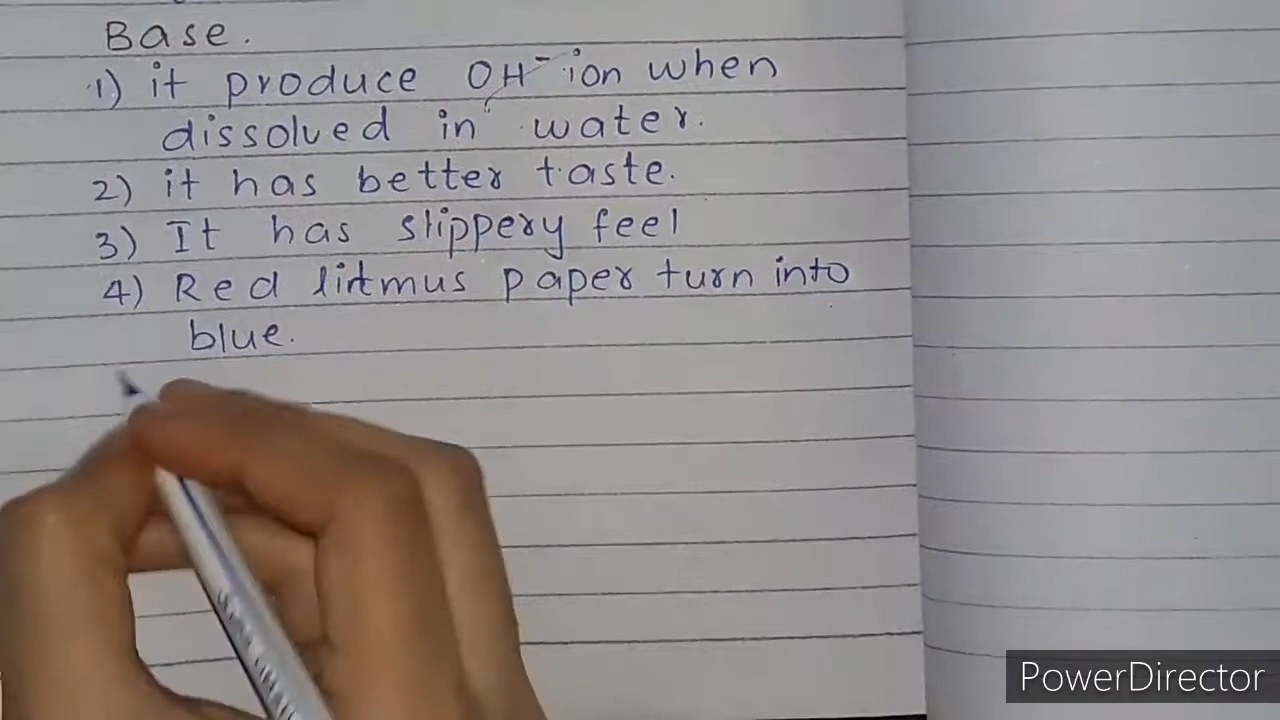 Base.
1) it produce OH⁻ ion when
dissolved in water.
2) it has better taste.
3) It has slippery feel
4) Red litmus paper turn into
blue.
PowerDirector